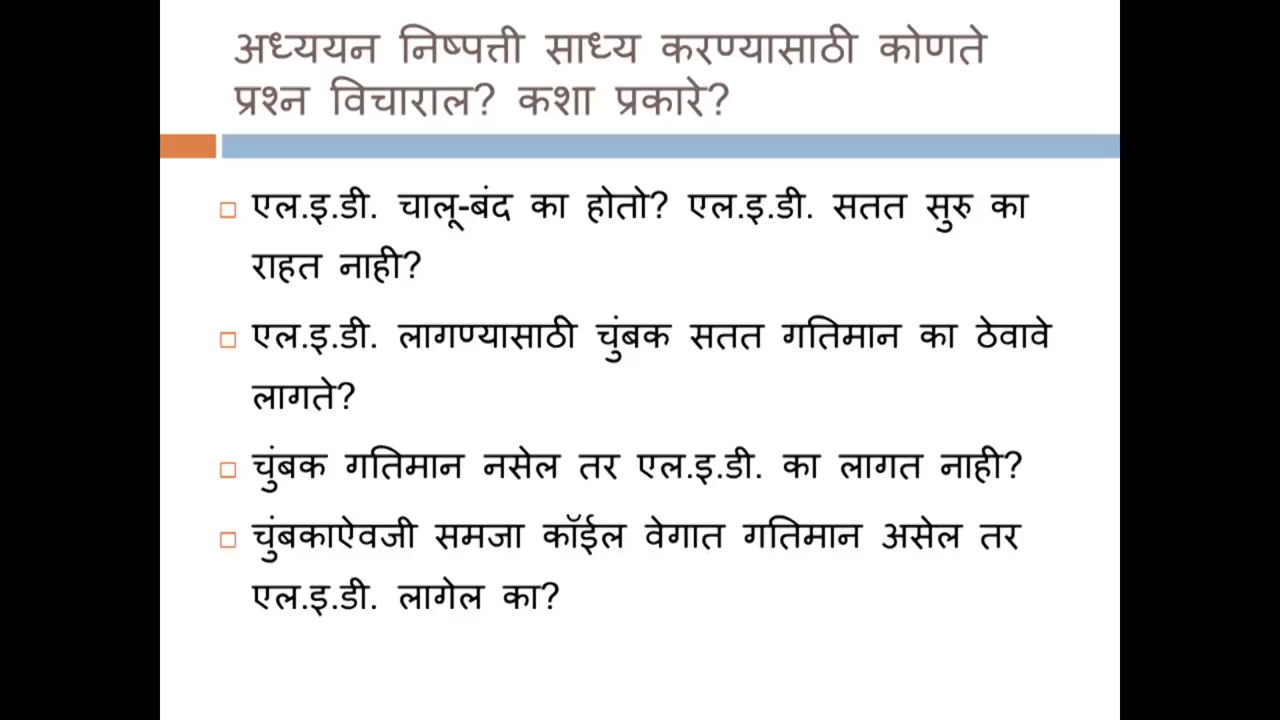 अध्ययन निष्पत्ती साध्य करण्यासाठी कोणते
प्रश्न विचाराल? कशा प्रकारे?
एल.इ.डी. चालू-बंद का होतो? एल.इ.डी. सतत सुरु का
राहत नाही?
एल.इ.डी. लागण्यासाठी चुंबक सतत गतिमान का ठेवावे
लागते?
चुंबक गतिमान नसेल तर एल.इ.डी. का लागत नाही?
चुंबकाऐवजी समजा कॉईल वेगात गतिमान असेल तर
एल.इ.डी. लागेल का?